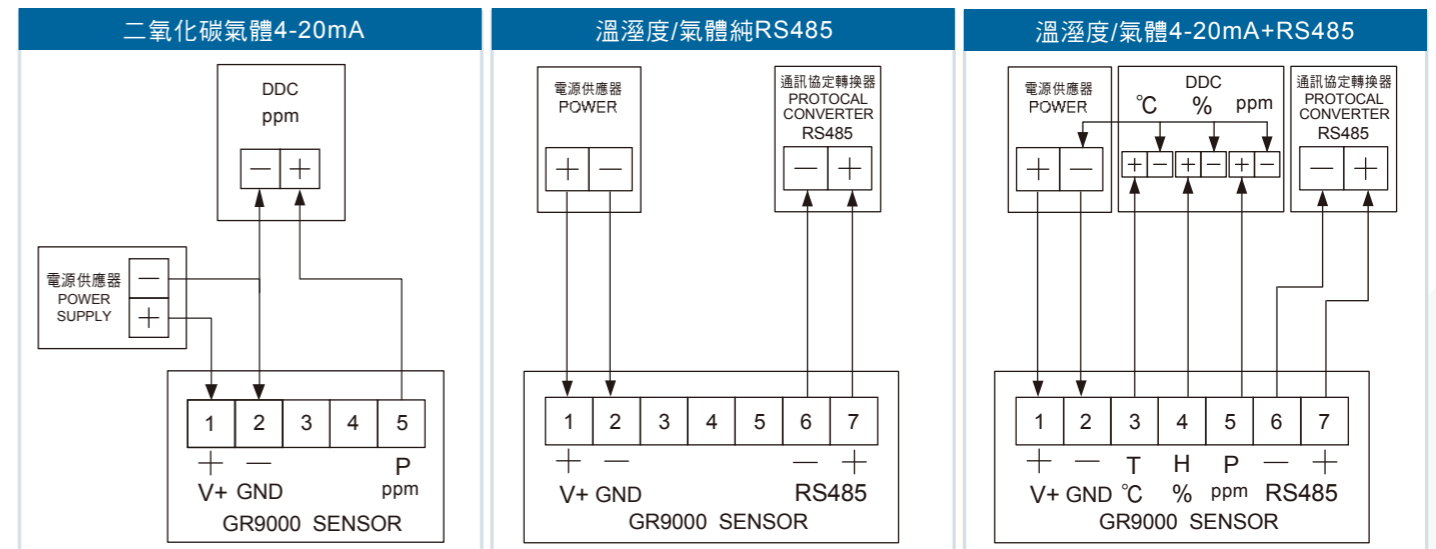 二氧化碳氣體4-20mA
DDC
ppm
− +
電源供應器
POWER
SUPPLY
−
+
1 2 3 4 5
+ − P
V+ GND ppm
GR9000 SENSOR
溫溼度/氣體純RS485
電源供應器
POWER
+ −
通訊協定轉換器
PROTOCAL
CONVERTER
RS485
− +
1 2 3 4 5 6 7
+ − − +
V+ GND RS485
GR9000 SENSOR
溫溼度/氣體4-20mA+RS485
電源供應器
POWER
+ −
DDC
℃ % ppm
+ − + − + −
通訊協定轉換器
PROTOCAL
CONVERTER
RS485
− +
1 2 3 4 5 6 7
+ − T H P − +
V+ GND ℃ % ppm RS485
GR9000 SENSOR